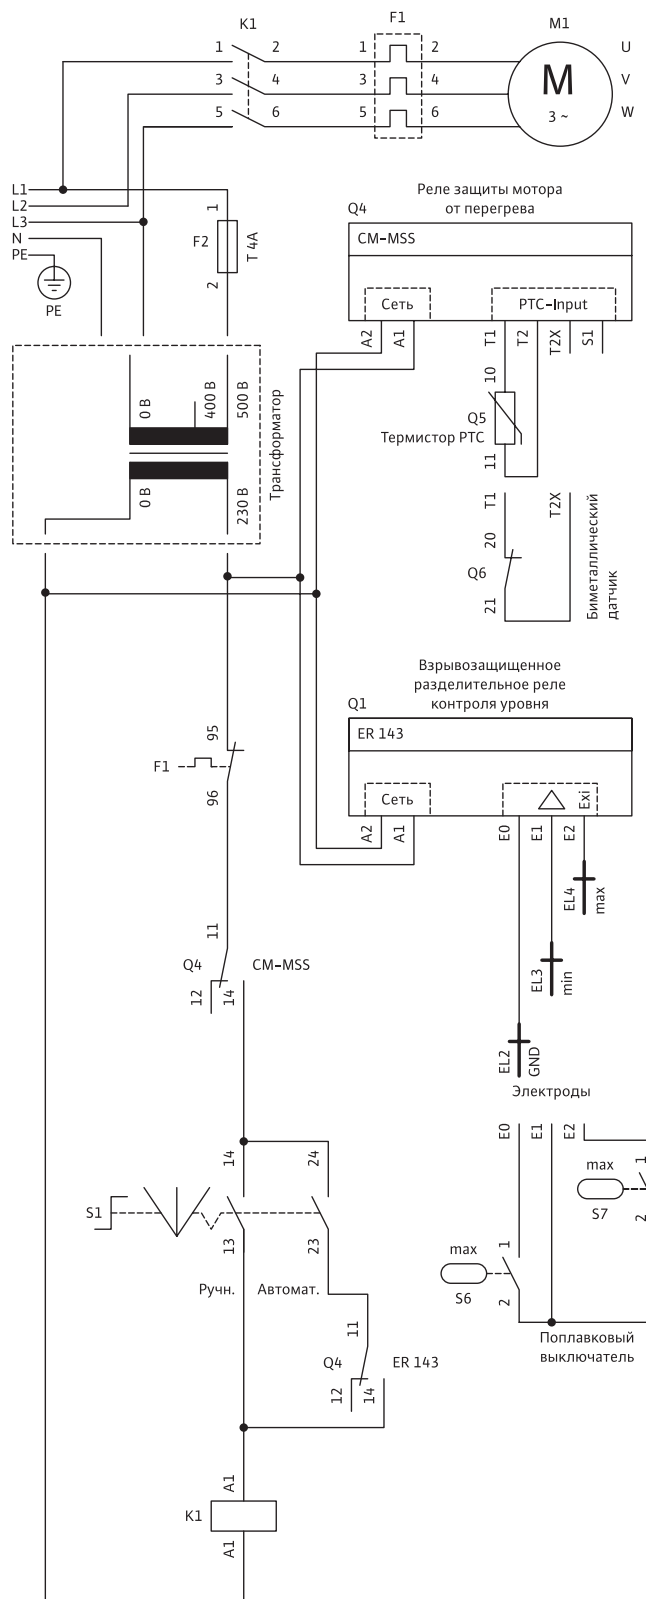 K1
F1
M1
1
2
1
2
U
3
4
3
4
M
V
5
6
5
6
3 ~
W
L1
L2
L3
N
PE
PE
1
F2
T 4A
2
Реле защиты мотора
от перегрева
Q4
CM-MSS
Сеть
PTC-Input
A2
A1
T1
T2
T2X
S1
10
Q5
Термистор PTC
11
0 В
400 В
500 В
Трансформатор
0 В
230 В
T1
T2X
20
Q6
21
Биметаллический
датчик
Взрывозащищенное
разделительное реле
контроля уровня
Q1
ER 143
Сеть
Exi
A2
A1
E0
E1
E2
95
F1
96
EL4
max
EL3
min
EL2
GND
Электроды
11
Q4
CM-MSS
12
14
E0
E1
E2
14
24
S1
13
23
Ручн.
Автомат.
max
S7
1
2
max
S6
1
2
Поплавковый
выключатель
11
Q4
ER 143
12
14
A1
K1
A1